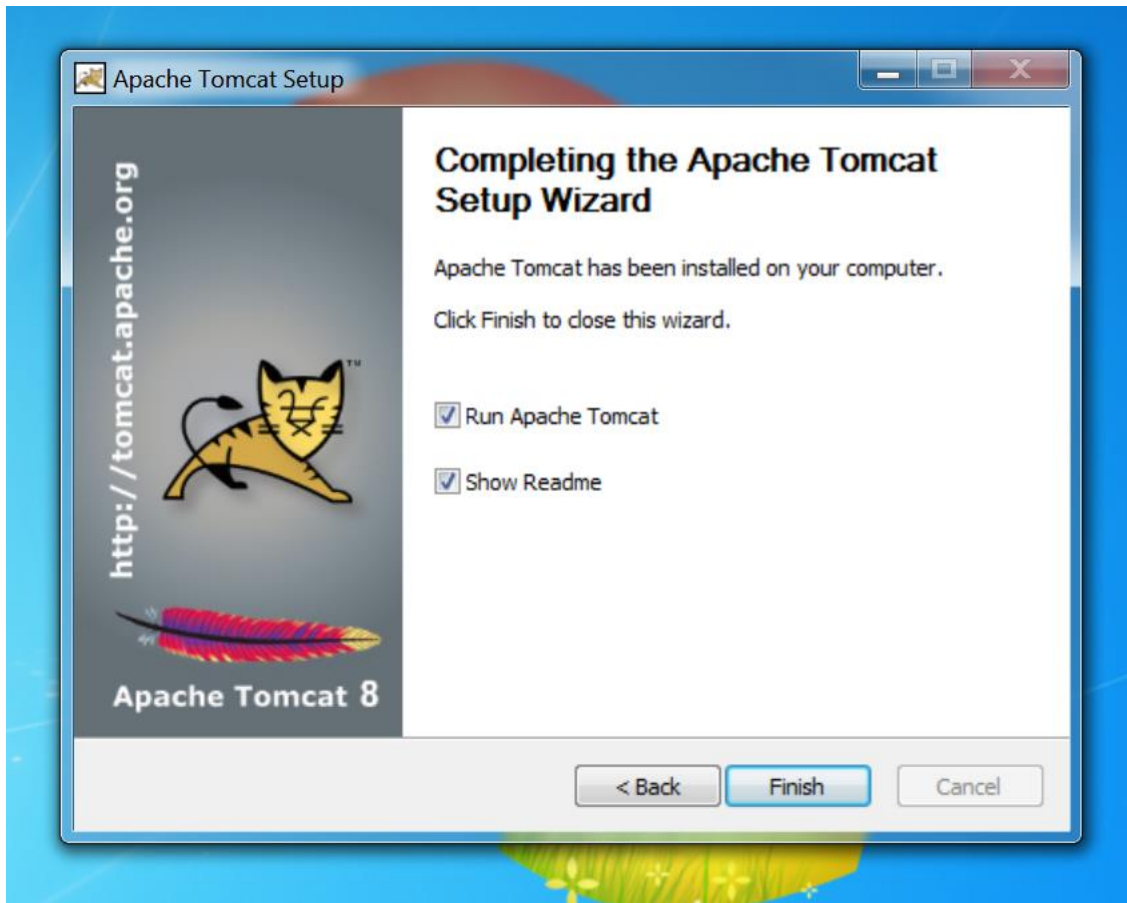 Apache Tomcat Setup
http://tomcat.apache.org
TM
Apache Tomcat 8
Completing the Apache Tomcat
Setup Wizard
Apache Tomcat has been installed on your computer.
Click Finish to close this wizard.
Run Apache Tomcat
Show Readme
< Back
Finish
Cancel